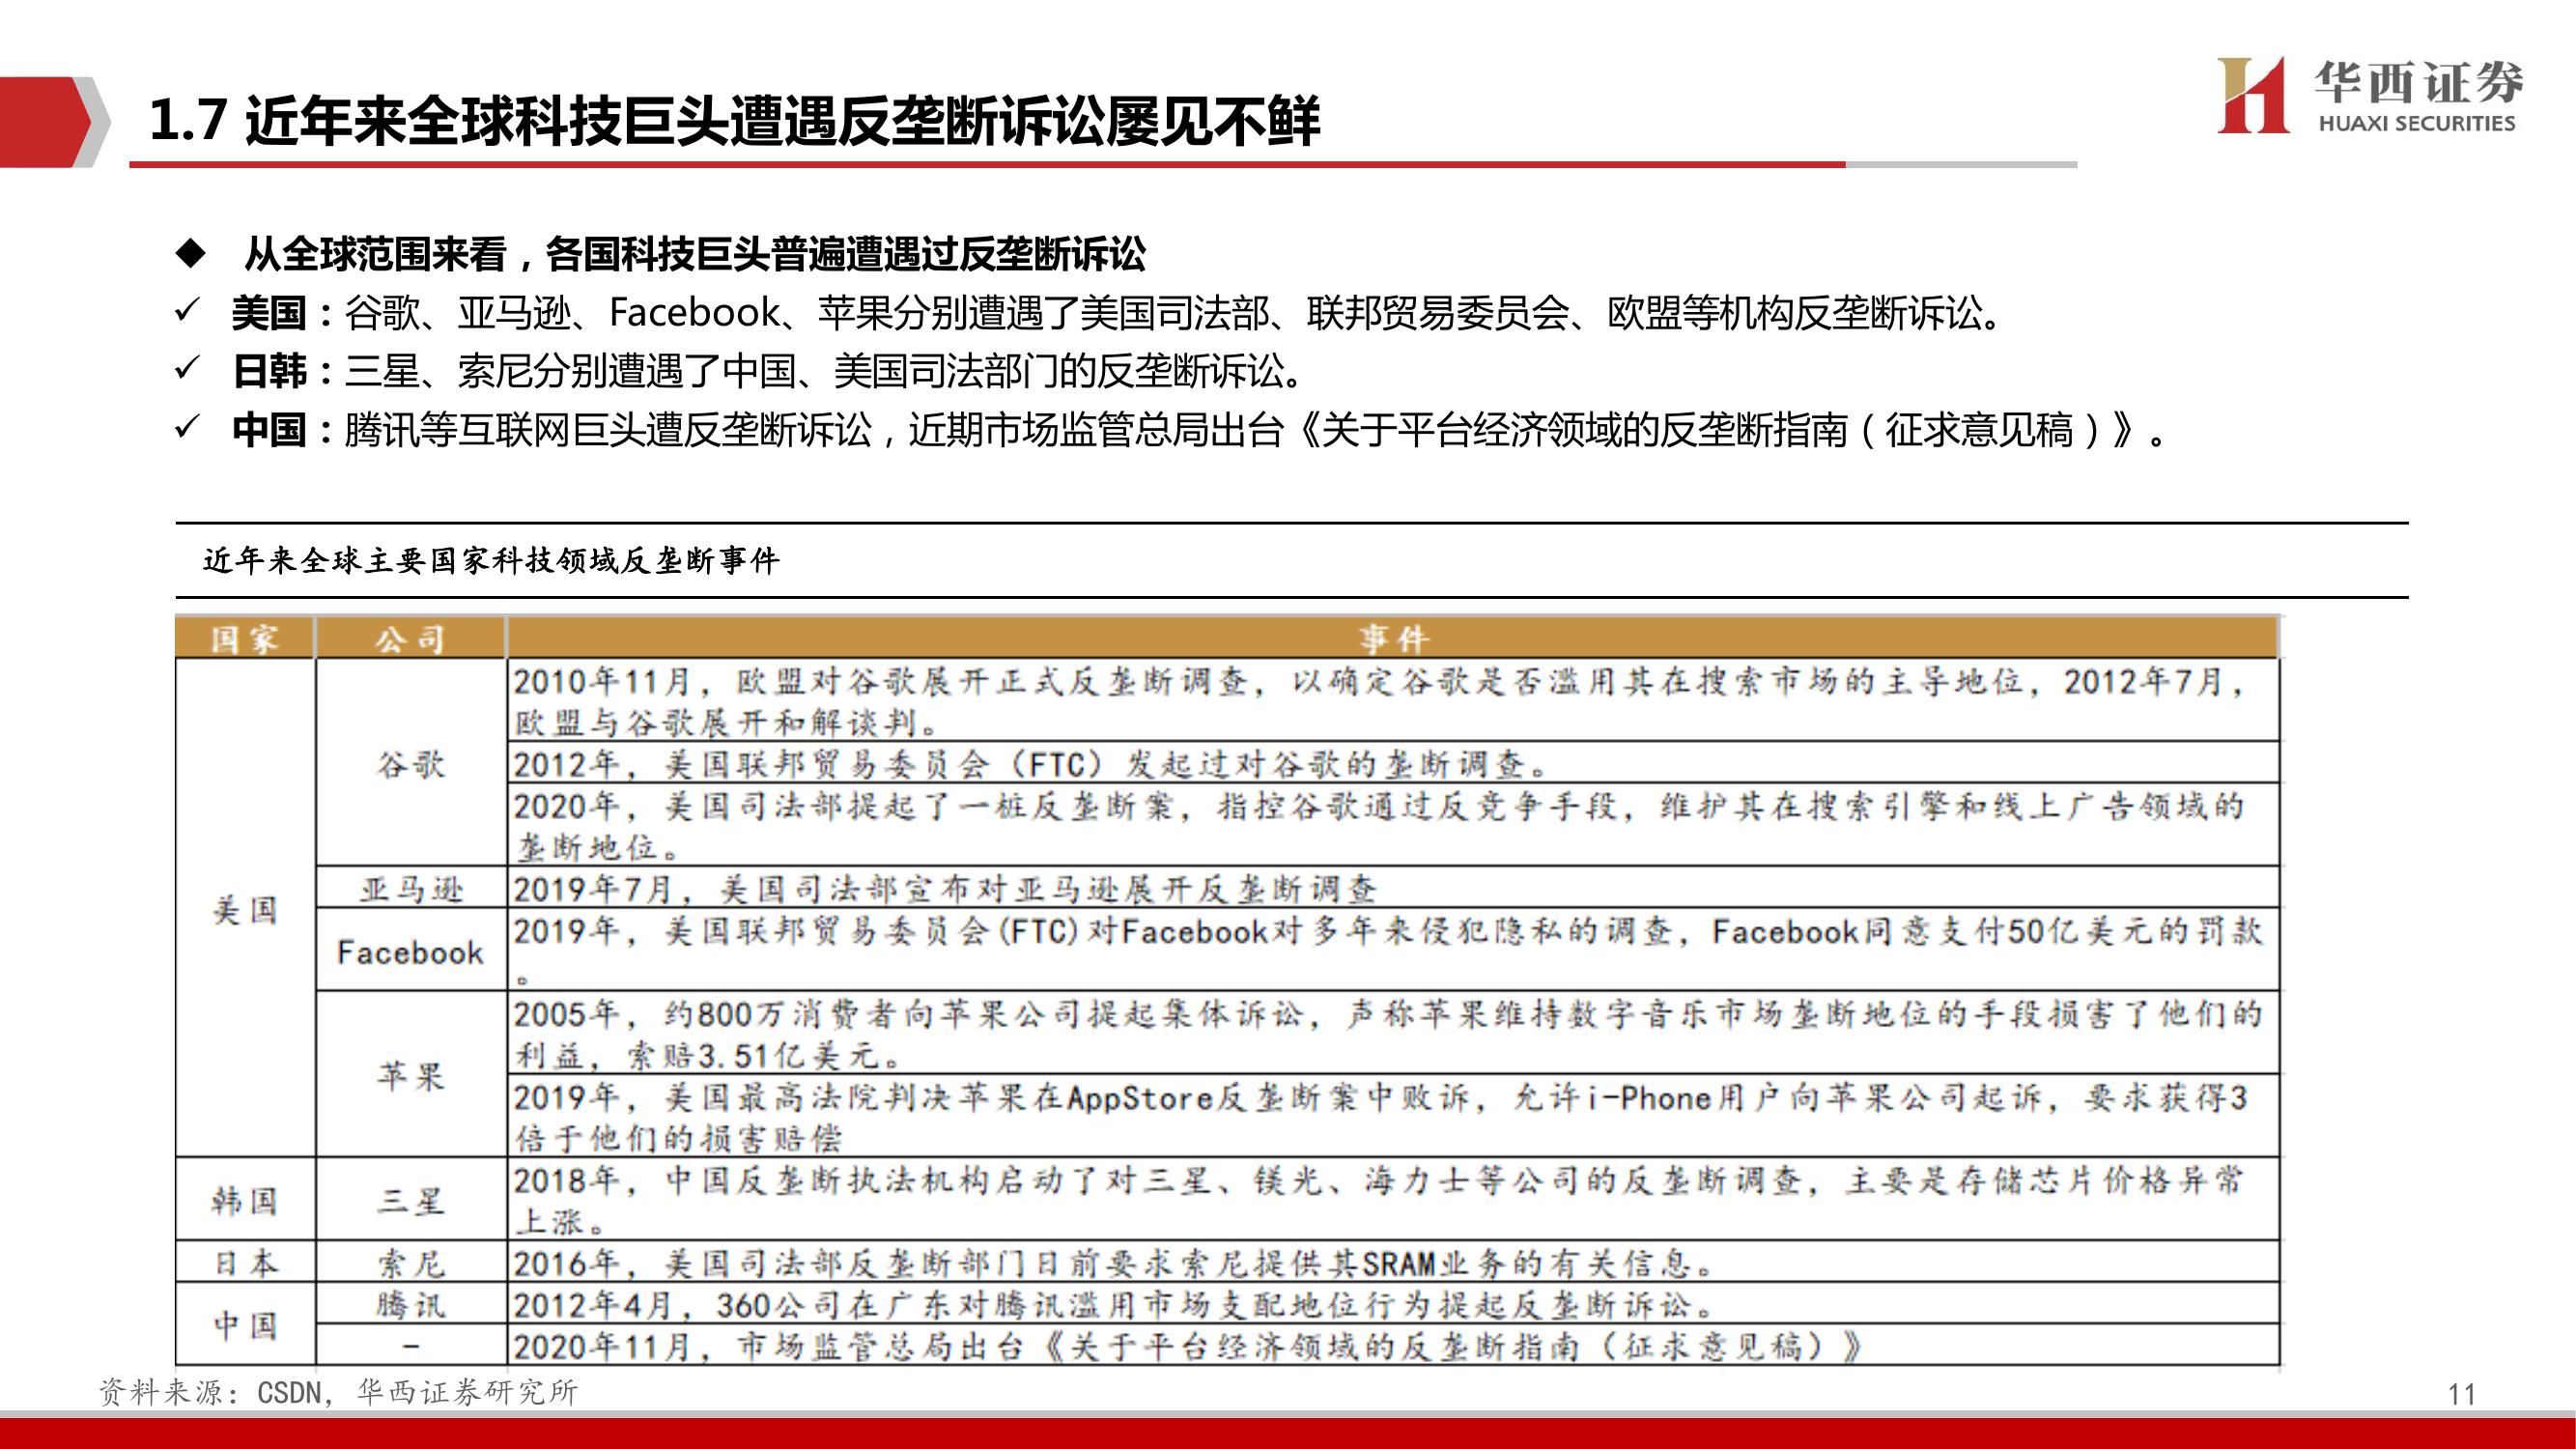 1.7 近年来全球科技巨头遭遇反垄断诉讼屡见不鲜
华西证券
HUAXI SECURITIES
◆ 从全球范围来看，各国科技巨头普遍遭遇过反垄断诉讼
✓ 美国：谷歌、亚马逊、Facebook、苹果分别遭遇了美国司法部、联邦贸易委员会、欧盟等机构反垄断诉讼。
✓ 日韩：三星、索尼分别遭遇了中国、美国司法部门的反垄断诉讼。
✓ 中国：腾讯等互联网巨头遭反垄断诉讼，近期市场监管总局出台《关于平台经济领域的反垄断指南（征求意见稿）》。
近年来全球主要国家科技领域反垄断事件
国家 公司 事件
美国
谷歌
2010年11月，欧盟对谷歌展开正式反垄断调查，以确定谷歌是否滥用其在搜索市场的主导地位，2012年7月，
欧盟与谷歌展开和解谈判。
2012年，美国联邦贸易委员会（FTC）发起过对谷歌的垄断调查。
2020年，美国司法部提起了一桩反垄断案，指控谷歌通过反竞争手段，维护其在搜索引擎和线上广告领域的
垄断地位。
亚马逊 2019年7月，美国司法部宣布对亚马逊展开反垄断调查
Facebook
2019年，美国联邦贸易委员会(FTC)对Facebook对多年来侵犯隐私的调查，Facebook同意支付50亿美元的罚款
。
苹果
2005年，约800万消费者向苹果公司提起集体诉讼，声称苹果维持数字音乐市场垄断地位的手段损害了他们的
利益，索赔3.51亿美元。
2019年，美国最高法院判决苹果在AppStore反垄断案中败诉，允许i-Phone用户向苹果公司起诉，要求获得3
倍于他们的损害赔偿
韩国 三星
2018年，中国反垄断执法机构启动了对三星、镁光、海力士等公司的反垄断调查，主要是存储芯片价格异常
上涨。
日本 索尼 2016年，美国司法部反垄断部门日前要求索尼提供其SRAM业务的有关信息。
中国
腾讯 2012年4月，360公司在广东对腾讯滥用市场支配地位行为提起反垄断诉讼。
- 2020年11月，市场监管总局出台《关于平台经济领域的反垄断指南（征求意见稿）》
资料来源：CSDN，华西证券研究所
11